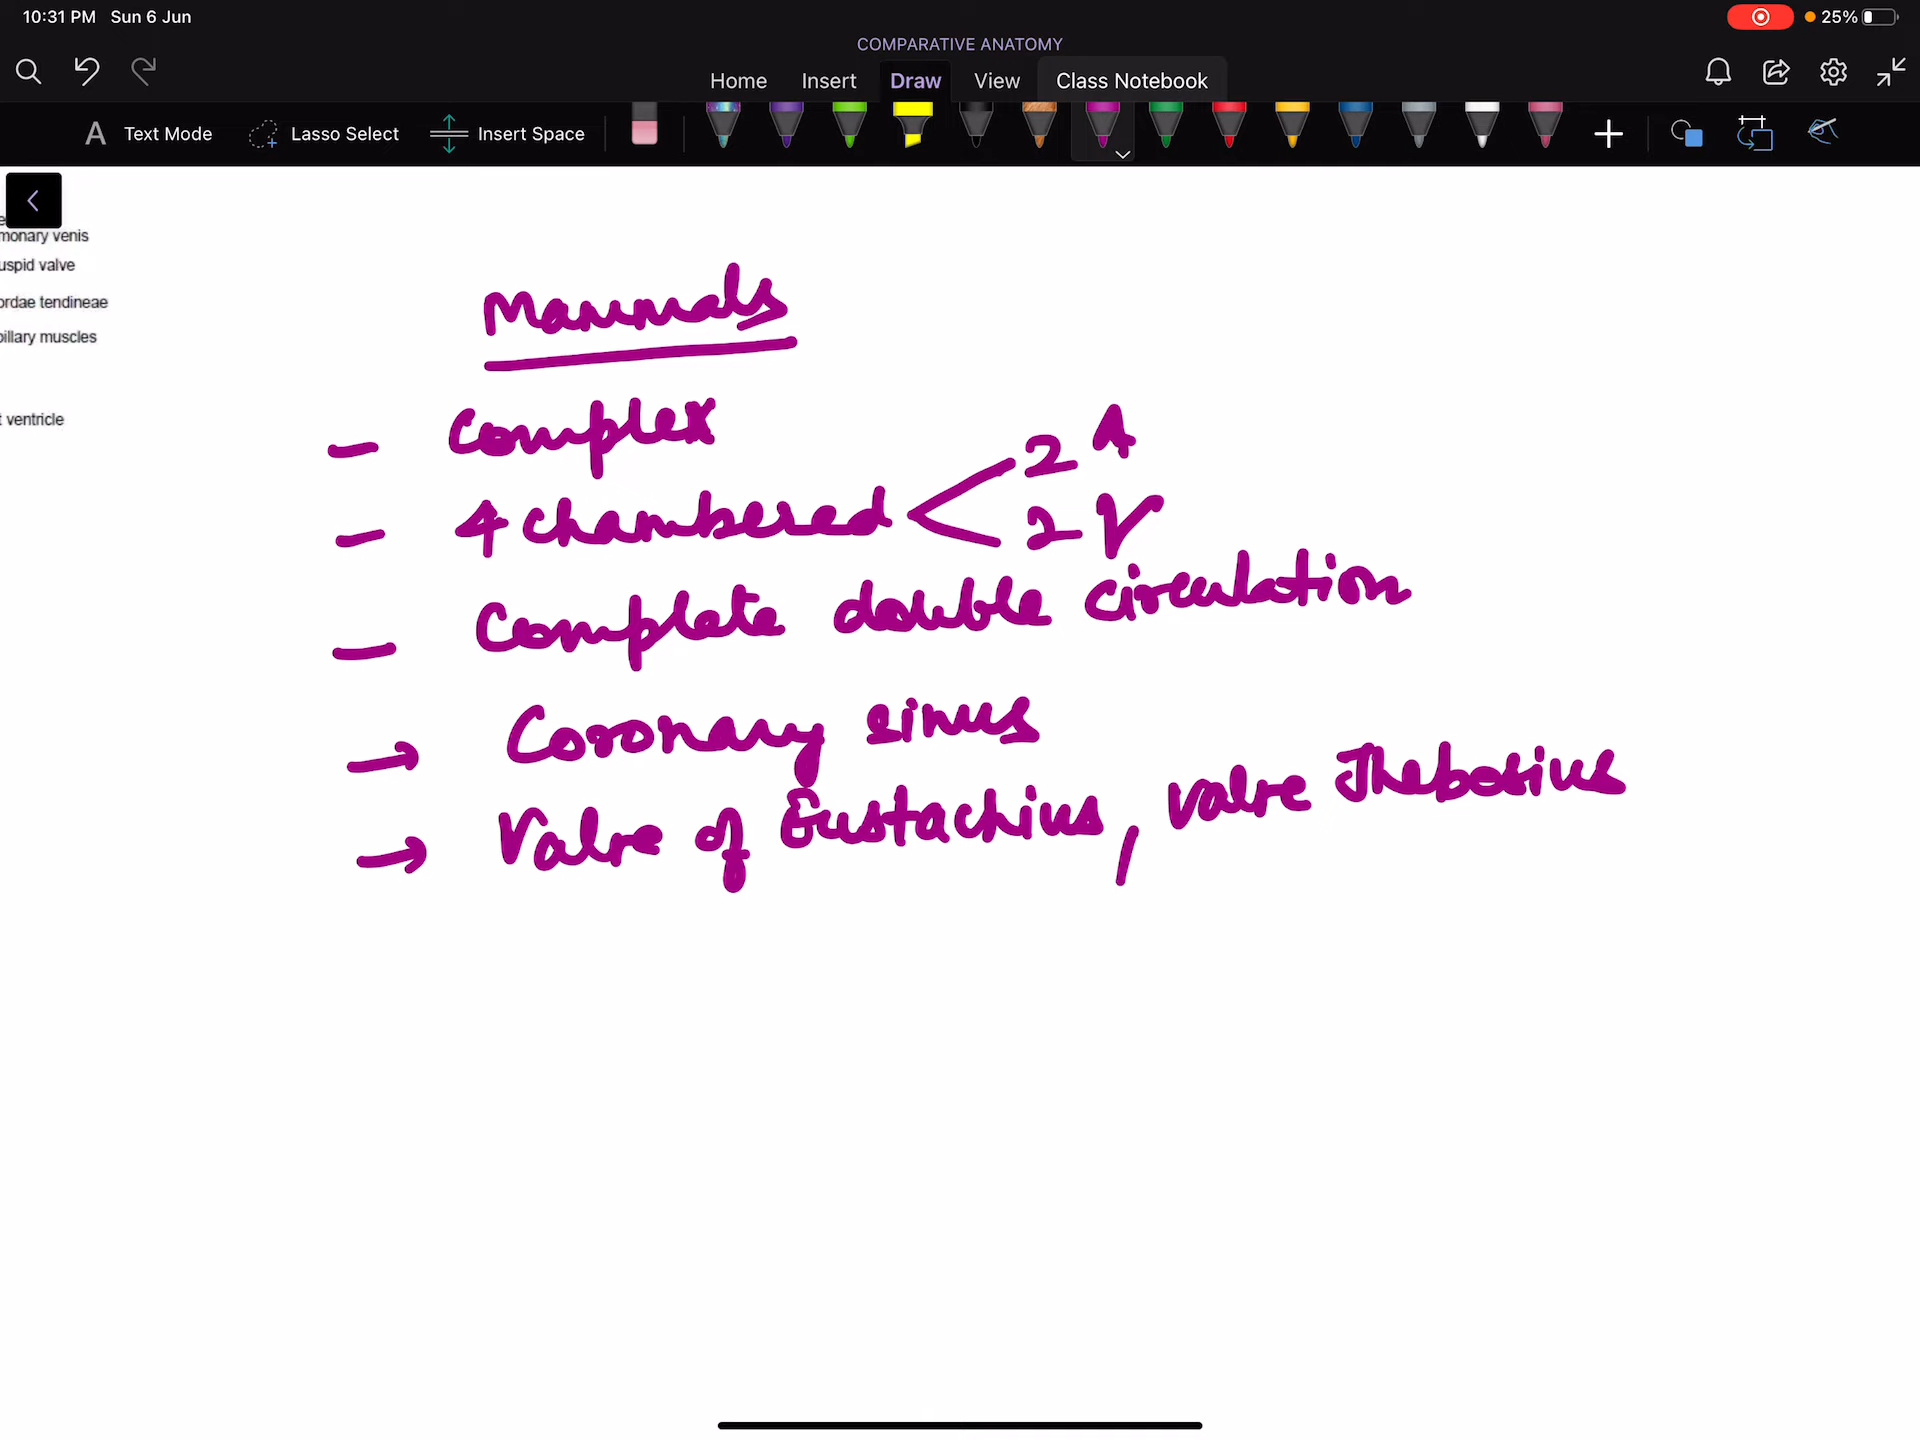 10:31 PM Sun 6 Jun
25%
COMPARATIVE ANATOMY
Home Insert Draw View Class Notebook
A Text Mode Lasso Select Insert Space
monary venis
uspid valve
ordae tendineae
pillary muscles
t ventricle
Mammals
- Complex
- 4 chambered < 2 A
2 V
- Complete double circulation
→ Coronary sinus
→ Valve of Eustachius, valve Thebesius